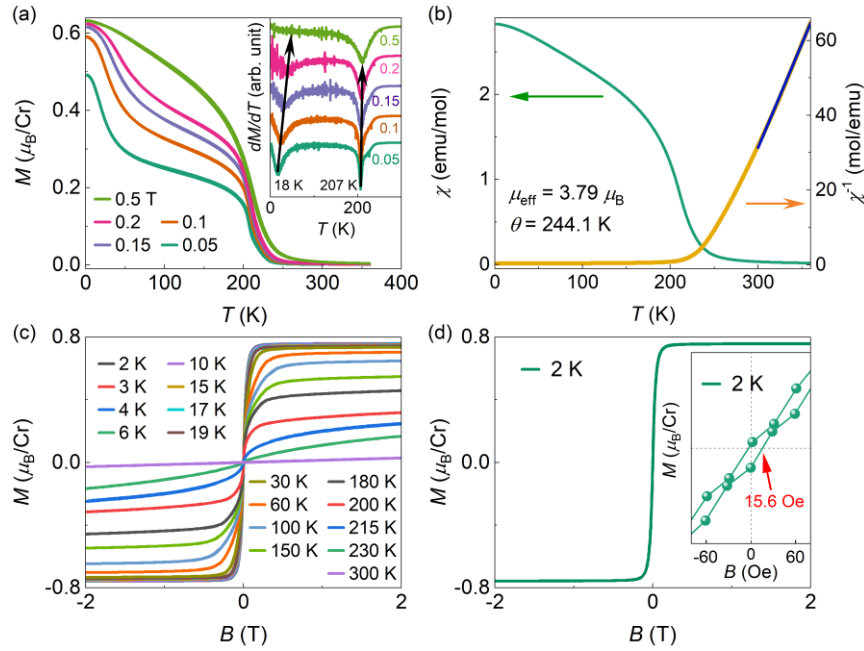 (a)
0.6
0.4
0.2
0.0
M (μB/Cr)
0.5 T
0.2
0.1
0.15
0.05
0
100
200
300
400
T (K)
dM/dT (arb. unit)
0.5
0.2
0.15
0.1
0.05
18 K
207 K
0
200
400
T (K)
(b)
3
2
1
0
χ (emu/mol)
μeff = 3.79 μB
θ = 244.1 K
60
40
20
0
χ-1 (mol/emu)
0
100
200
300
T (K)
(c)
0.8
0.0
-0.8
M (μB/Cr)
2 K
10 K
3 K
15 K
4 K
17 K
6 K
19 K
30 K
180 K
60 K
200 K
100 K
215 K
150 K
230 K
300 K
-2
0
2
B (T)
(d)
0.8
0.0
-0.8
M (μB/Cr)
2 K
2 K
M (μB/Cr)
15.6 Oe
-60
0
60
B (Oe)
-2
0
2
B (T)